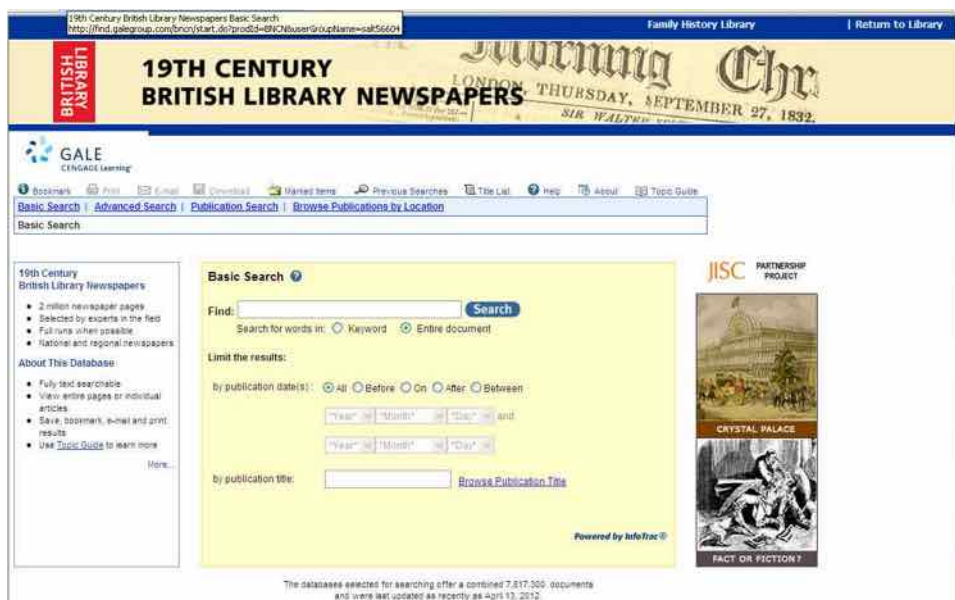 19th Century British Library Newspapers Basic Search
http://find.galegroup.com/bncn/start.do?prodId=BNCN&userGroupName=salt56604
Family History Library | Return to Library
BRITISH
LIBRARY
19TH CENTURY
BRITISH LIBRARY NEWSPAPERS
Morning Chr
LONDON, THURSDAY, SEPTEMBER 27, 1832.
SIR WALTER
GALE
CENGAGE Learning
Bookmark Print E-mail Download Marked Items Previous Searches Title List Help About Topic Guide
Basic Search | Advanced Search | Publication Search | Browse Publications by Location
Basic Search
19th Century
British Library Newspapers
2 million newspaper pages
Selected by experts in the field
Full runs when possible
National and regional newspapers
About This Database
Fully text searchable
View entire pages or individual
articles
Save, bookmark, e-mail and print
results
Use Topic Guide to learn more
More...
Basic Search
Find: Search
Search for words in: Keyword Entire document
Limit the results:
by publication date(s): All Before On After Between
*Year* *Month* *Day* and
*Year* *Month* *Day*
by publication title: Browse Publication Title
Powered by InfoTrac ®
JISC PARTNERSHIP
PROJECT
CRYSTAL PALACE
FACT OR FICTION?
The databases selected for searching offer a combined 7,817,300 documents
and were last updated as recently as April 13, 2012.